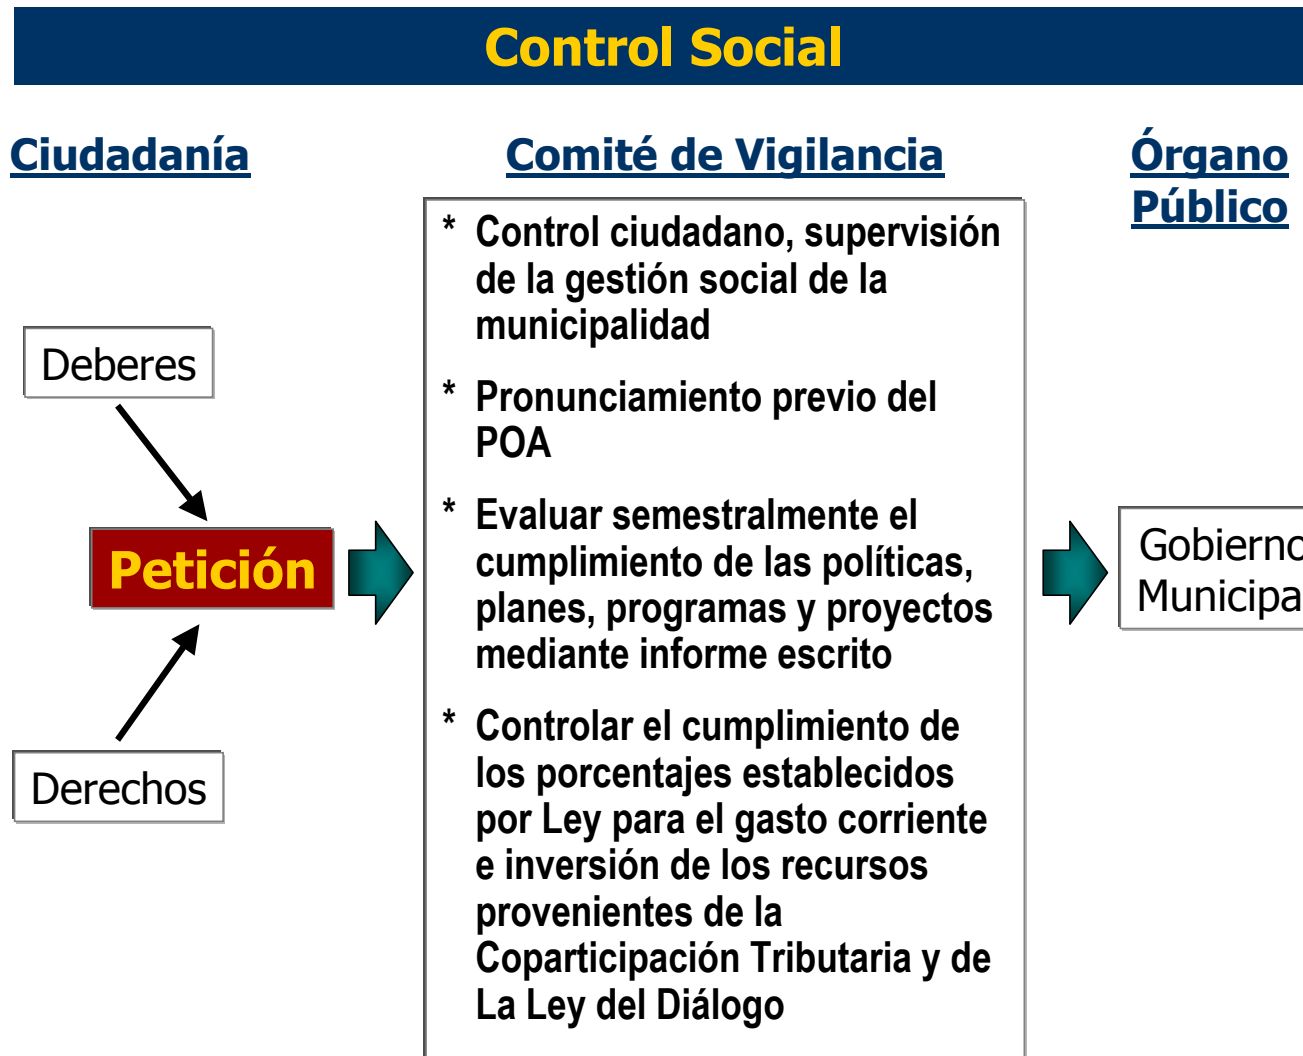 Control Social
Ciudadanía
Comité de Vigilancia
Órgano
Público
Deberes
Petición
Derechos
* Control ciudadano, supervisión
de la gestión social de la
municipalidad
* Pronunciamiento previo del
POA
* Evaluar semestralmente el
cumplimiento de las políticas,
planes, programas y proyectos
mediante informe escrito
* Controlar el cumplimiento de
los porcentajes establecidos
por Ley para el gasto corriente
e inversión de los recursos
provenientes de la
Coparticipación Tributaria y de
La Ley del Diálogo
Gobierno
Municipa